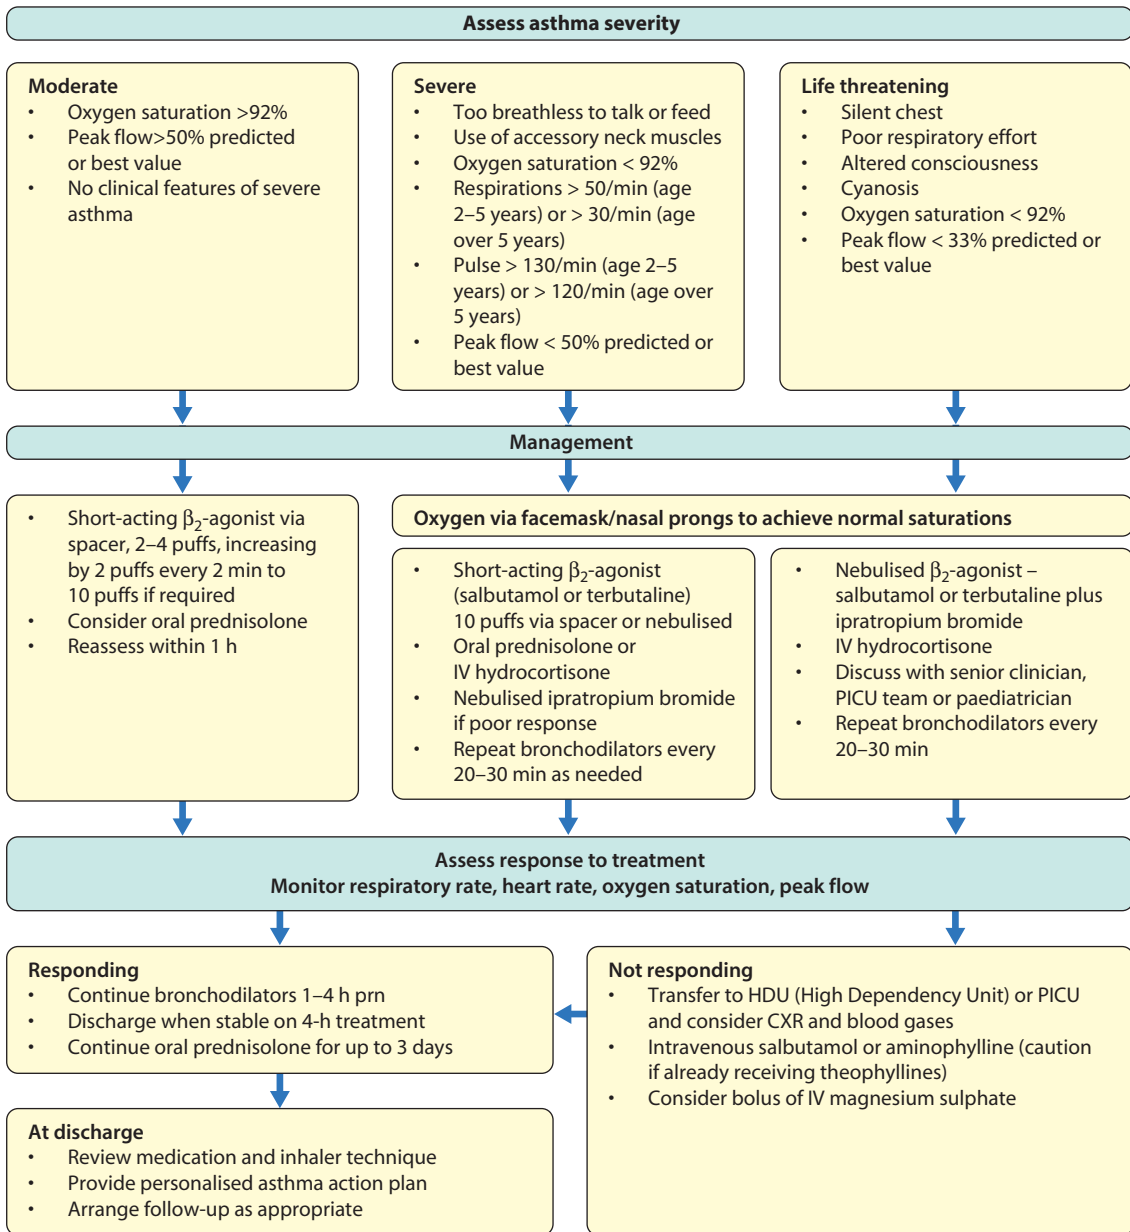 Assess asthma severity
Moderate
• Oxygen saturation >92%
• Peak flow>50% predicted
or best value
• No clinical features of severe
asthma
Severe
• Too breathless to talk or feed
• Use of accessory neck muscles
• Oxygen saturation < 92%
• Respirations > 50/min (age
2–5 years) or > 30/min (age
over 5 years)
• Pulse > 130/min (age 2–5
years) or > 120/min (age over
5 years)
• Peak flow < 50% predicted or
best value
Life threatening
• Silent chest
• Poor respiratory effort
• Altered consciousness
• Cyanosis
• Oxygen saturation < 92%
• Peak flow < 33% predicted or
best value
Management
• Short-acting β₂-agonist via
spacer, 2–4 puffs, increasing
by 2 puffs every 2 min to
10 puffs if required
• Consider oral prednisolone
• Reassess within 1 h
Oxygen via facemask/nasal prongs to achieve normal saturations
• Short-acting β₂-agonist
(salbutamol or terbutaline)
10 puffs via spacer or nebulised
• Oral prednisolone or
IV hydrocortisone
• Nebulised ipratropium bromide
if poor response
• Repeat bronchodilators every
20–30 min as needed
• Nebulised β₂-agonist –
salbutamol or terbutaline plus
ipratropium bromide
• IV hydrocortisone
• Discuss with senior clinician,
PICU team or paediatrician
• Repeat bronchodilators every
20–30 min
Assess response to treatment
Monitor respiratory rate, heart rate, oxygen saturation, peak flow
Responding
• Continue bronchodilators 1–4 h prn
• Discharge when stable on 4-h treatment
• Continue oral prednisolone for up to 3 days
Not responding
• Transfer to HDU (High Dependency Unit) or PICU
and consider CXR and blood gases
• Intravenous salbutamol or aminophylline (caution
if already receiving theophyllines)
• Consider bolus of IV magnesium sulphate
At discharge
• Review medication and inhaler technique
• Provide personalised asthma action plan
• Arrange follow-up as appropriate